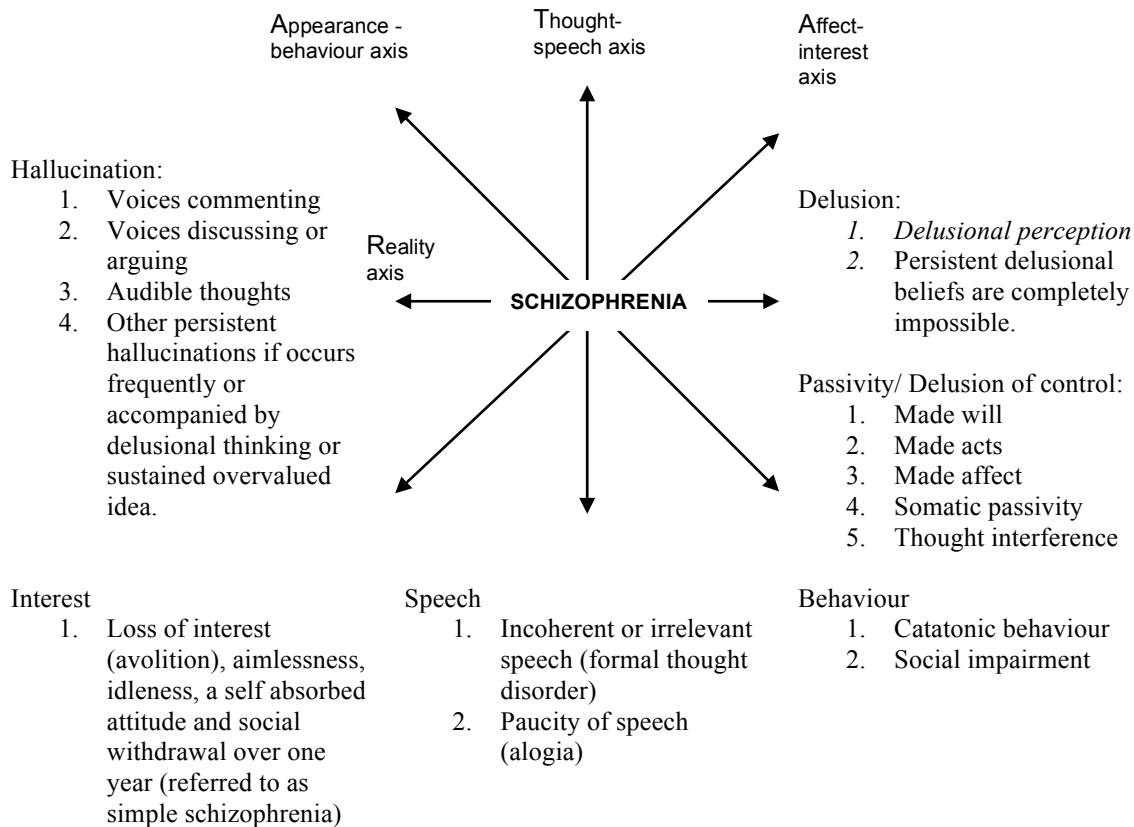 Appearance -
behaviour axis
Thought-
speech axis
Affect-
interest
axis
Hallucination:
1. Voices commenting
2. Voices discussing or
arguing
3. Audible thoughts
4. Other persistent
hallucinations if occurs
frequently or
accompanied by
delusional thinking or
sustained overvalued
idea.
Reality
axis
SCHIZOPHRENIA
Delusion:
1. Delusional perception
2. Persistent delusional
beliefs are completely
impossible.
Passivity/ Delusion of control:
1. Made will
2. Made acts
3. Made affect
4. Somatic passivity
5. Thought interference
Interest
1. Loss of interest
(avolition), aimlessness,
idleness, a self absorbed
attitude and social
withdrawal over one
year (referred to as
simple schizophrenia)
Speech
1. Incoherent or irrelevant
speech (formal thought
disorder)
2. Paucity of speech
(alogia)
Behaviour
1. Catatonic behaviour
2. Social impairment